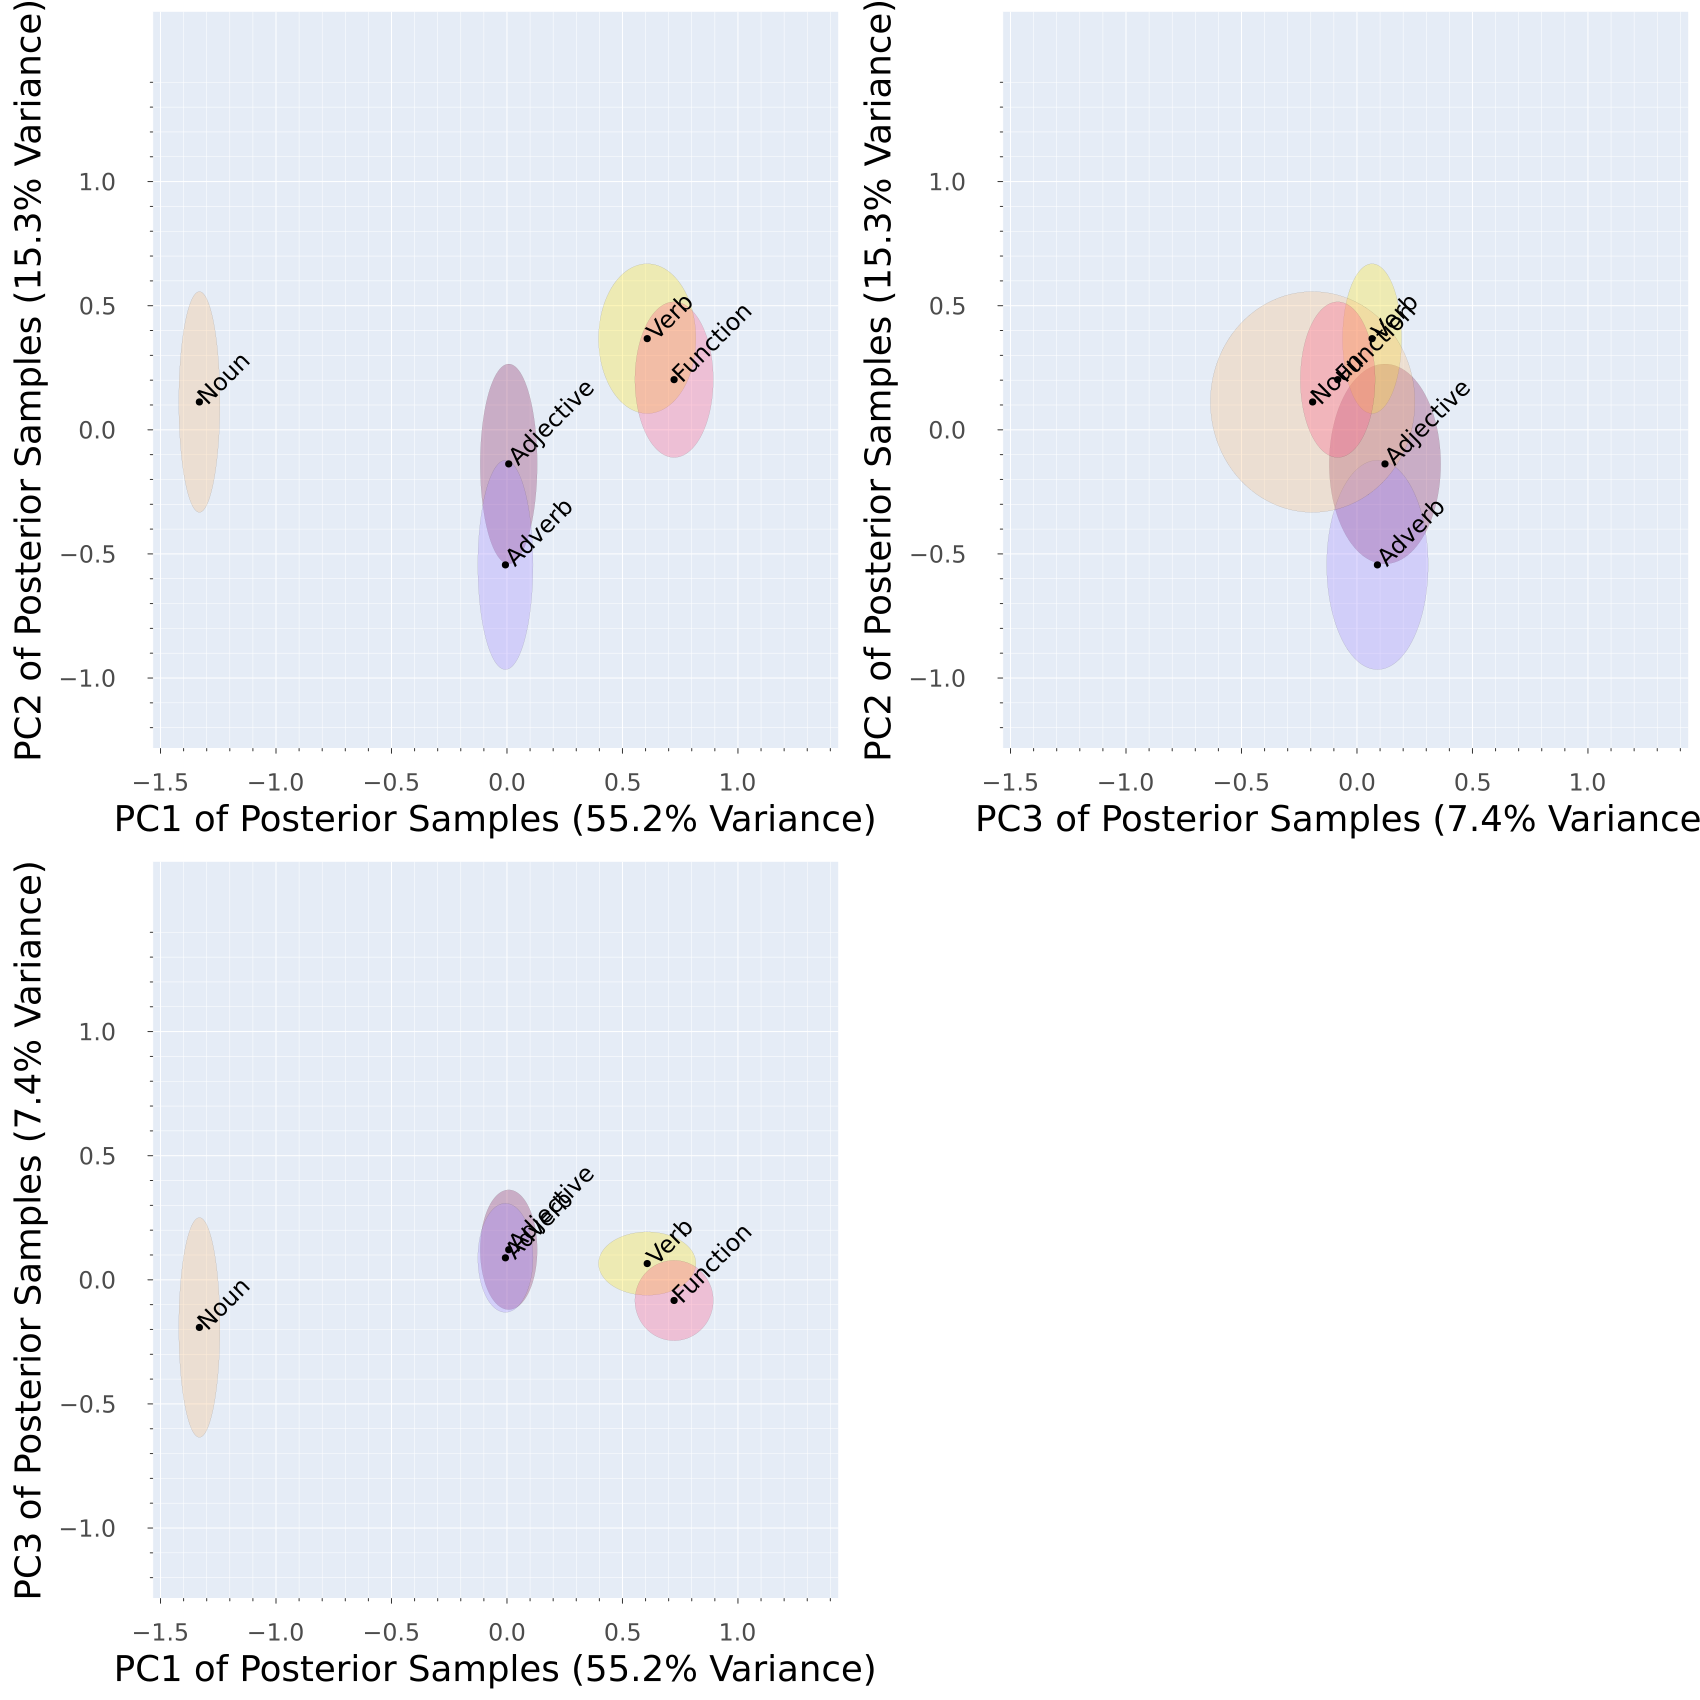 PC2 of Posterior Samples (15.3% Variance)
1.0
0.5
0.0
−0.5
−1.0
Noun
Verb
Function
Adjective
Adverb
−1.5
−1.0
−0.5
0.0
0.5
1.0
PC1 of Posterior Samples (55.2% Variance)
PC2 of Posterior Samples (15.3% Variance)
1.0
0.5
0.0
−0.5
−1.0
Verb
Function
Noun
Adjective
Adverb
−1.5
−1.0
−0.5
0.0
0.5
1.0
PC3 of Posterior Samples (7.4% Variance
PC3 of Posterior Samples (7.4% Variance)
1.0
0.5
0.0
−0.5
−1.0
Noun
Adjective
Adverb
Verb
Function
−1.5
−1.0
−0.5
0.0
0.5
1.0
PC1 of Posterior Samples (55.2% Variance)